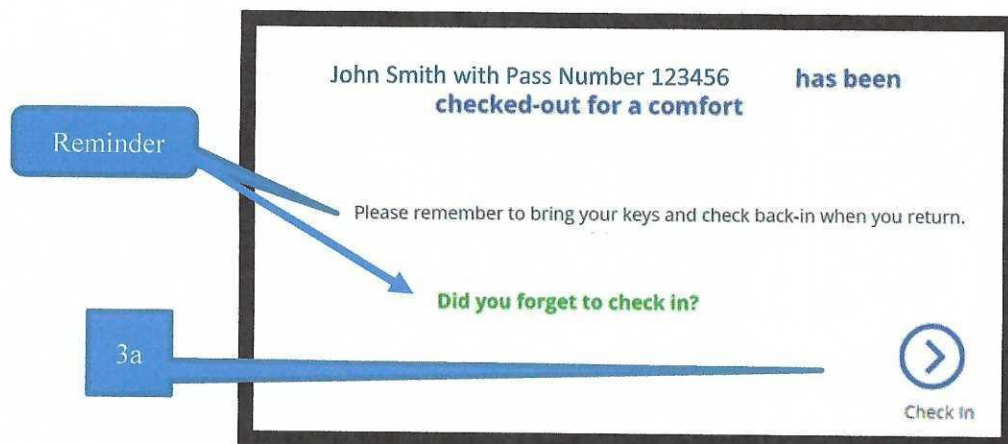 John Smith with Pass Number 123456 has been
checked-out for a comfort
Reminder
Please remember to bring your keys and check back-in when you return.
Did you forget to check in?
3a
Check In